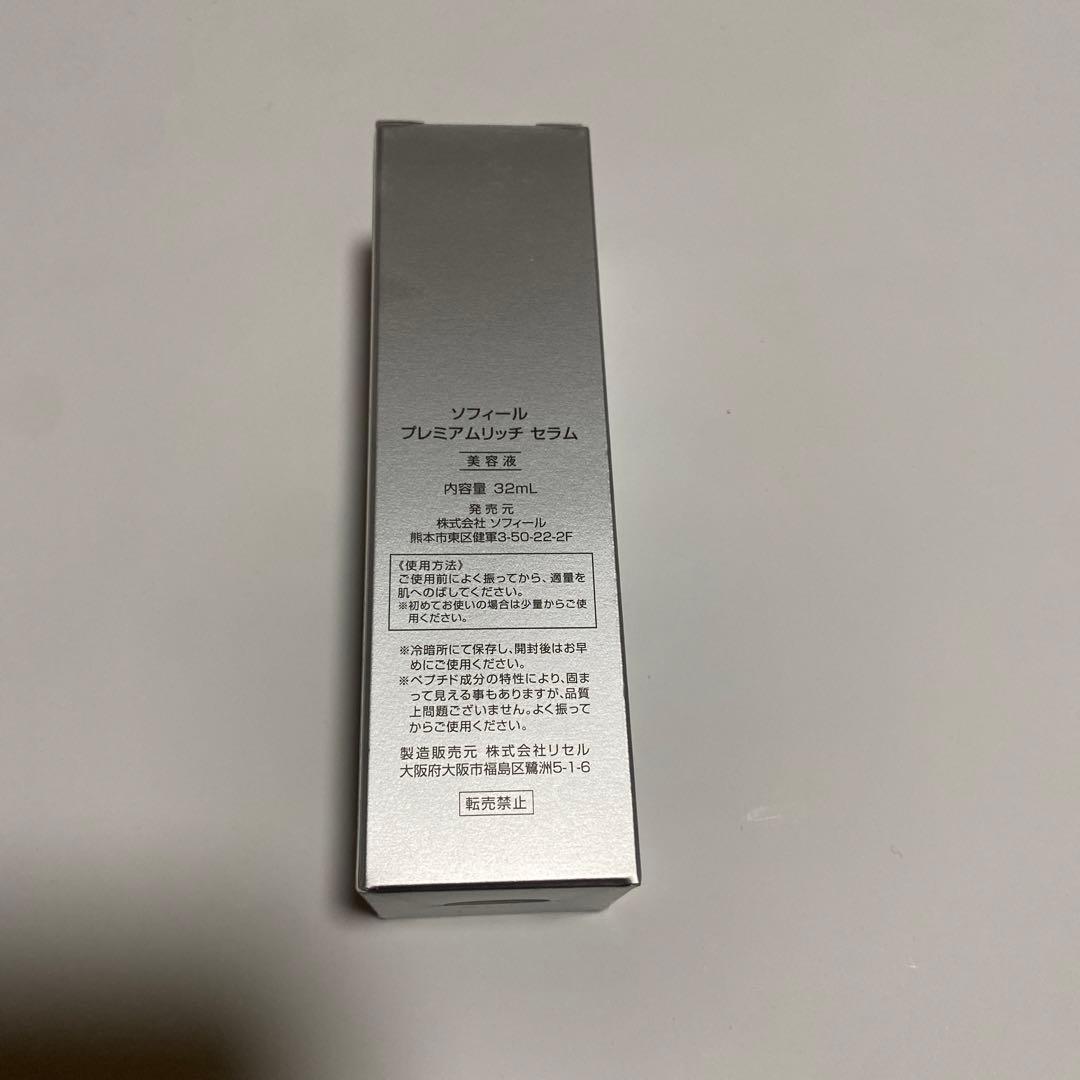 ソフィール
プレミアムリッチ セラム
美容液
内容量 32mL
発売元
株式会社 ソフィール
熊本市東区健軍3-50-22-2F
《使用方法》
ご使用前によく振ってから、適量を
肌へのばしてください。
※初めてお使いの場合は少量からご使
用ください。
※冷暗所にて保存し、開封後はお早
めにご使用ください。
※ペプチド成分の特性により、固ま
って見える事もありますが、品質
上問題ございません。よく振って
からご使用ください。
製造販売元 株式会社リセル
大阪府大阪市福島区鷺洲5-1-6
転売禁止